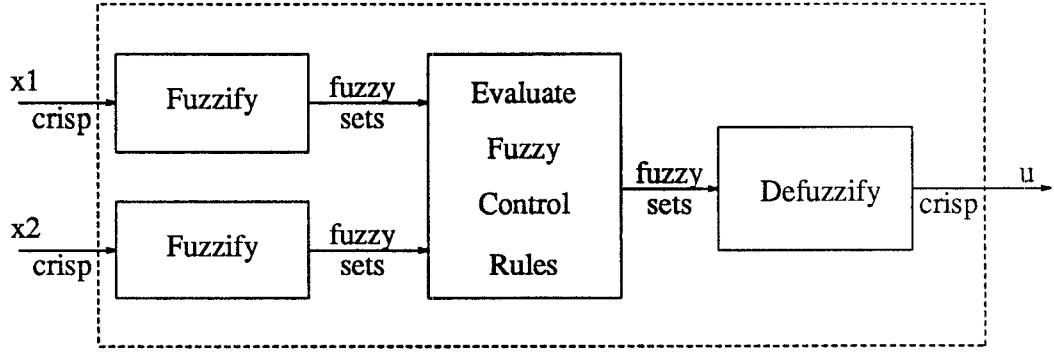 x1
crisp
Fuzzify
fuzzy
sets
x2
crisp
Fuzzify
fuzzy
sets
Evaluate
Fuzzy
Control
Rules
fuzzy
sets
Defuzzify
crisp
u